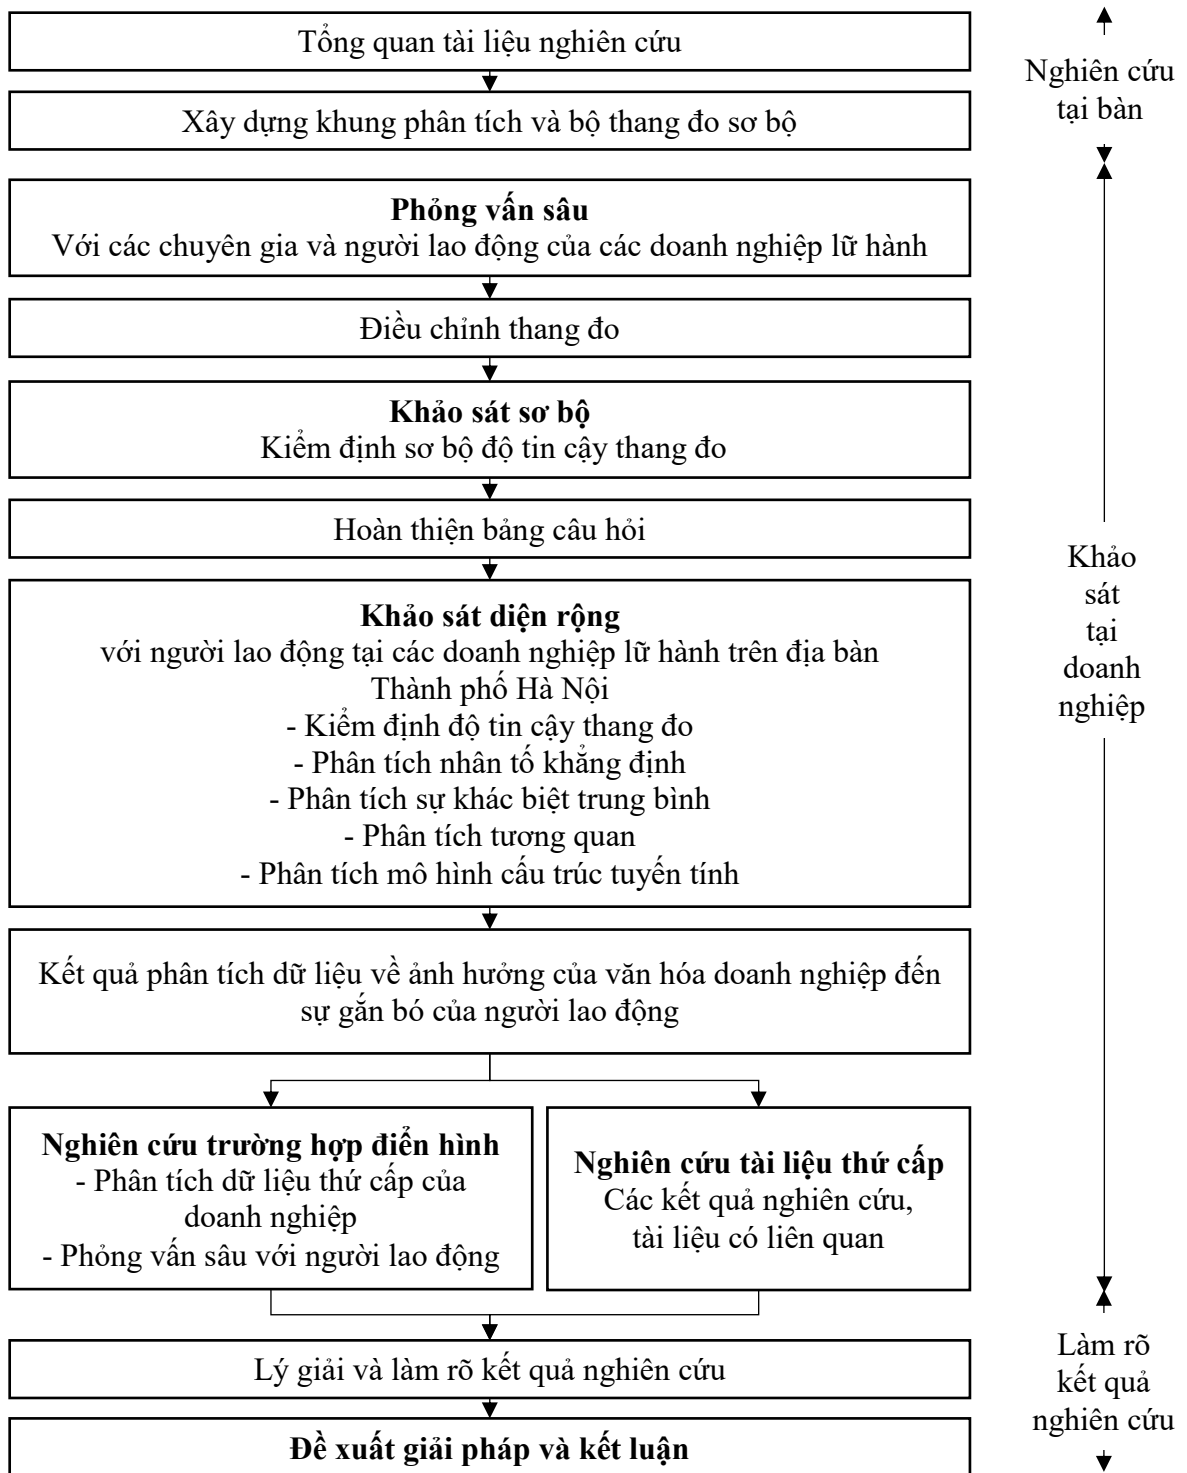 Tổng quan tài liệu nghiên cứu
Xây dựng khung phân tích và bộ thang đo sơ bộ
Nghiên cứu
tại bàn
Phỏng vấn sâu
Với các chuyên gia và người lao động của các doanh nghiệp lữ hành
Điều chỉnh thang đo
Khảo sát sơ bộ
Kiểm định sơ bộ độ tin cậy thang đo
Hoàn thiện bảng câu hỏi
Khảo sát diện rộng
với người lao động tại các doanh nghiệp lữ hành trên địa bàn
Thành phố Hà Nội
- Kiểm định độ tin cậy thang đo
- Phân tích nhân tố khẳng định
- Phân tích sự khác biệt trung bình
- Phân tích tương quan
- Phân tích mô hình cấu trúc tuyến tính
Kết quả phân tích dữ liệu về ảnh hưởng của văn hóa doanh nghiệp đến
sự gắn bó của người lao động
Nghiên cứu trường hợp điển hình
- Phân tích dữ liệu thứ cấp của
doanh nghiệp
- Phỏng vấn sâu với người lao động
Nghiên cứu tài liệu thứ cấp
Các kết quả nghiên cứu,
tài liệu có liên quan
Khảo
sát
tại
doanh
nghiệp
Lý giải và làm rõ kết quả nghiên cứu
Đề xuất giải pháp và kết luận
Làm rõ
kết quả
nghiên cứu